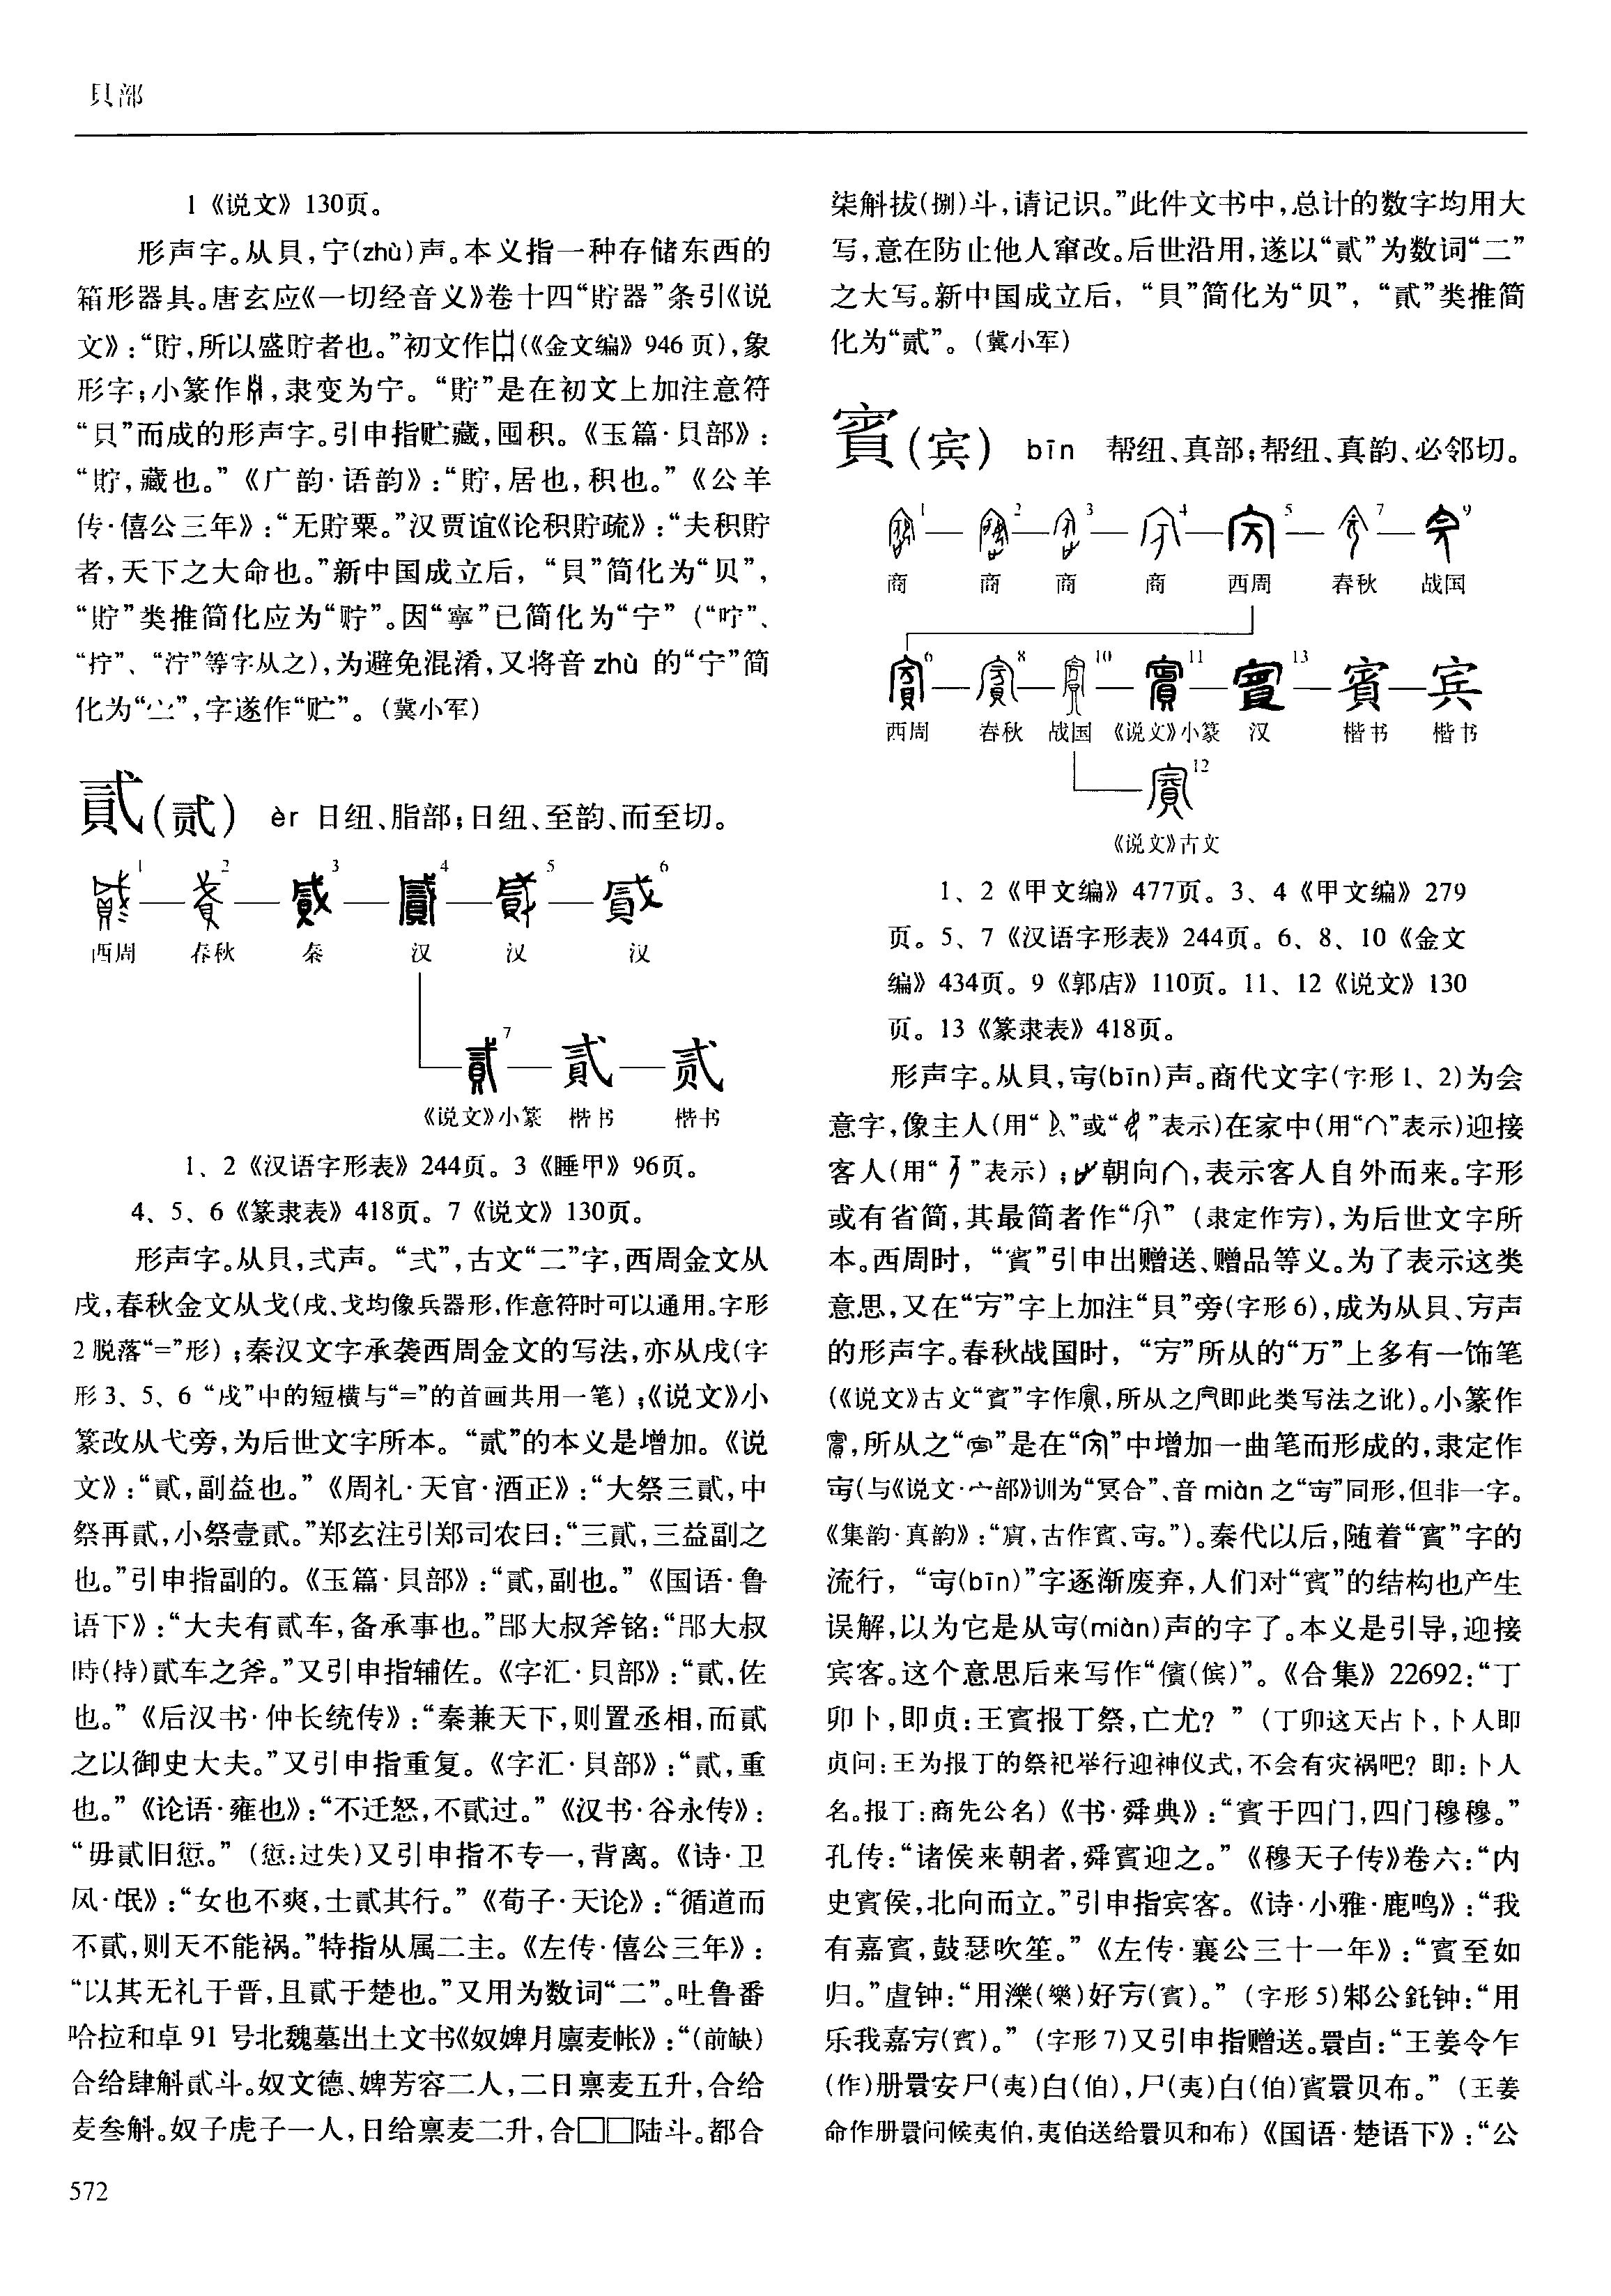 貝部
1《说文》130页。
形声字。从貝,宁(zhù)声。本义指一种存储东西的
箱形器具。唐玄应《一切经音义》卷十四“貯器”条引《说
文》:“貯,所以盛貯者也。”初文作(《金文编》946页),象
形字;小篆作,隶变为宁。“貯”是在初文上加注意符
“貝”而成的形声字。引申指贮藏,囤积。《玉篇·貝部》:
“貯,藏也。”《广韵·语韵》:“貯,居也,积也。”《公羊
传·僖公三年》:“无貯粟。”汉贾谊《论积貯疏》:“夫积貯
者,天下之大命也。”新中国成立后,“貝”简化为“贝”,
“貯”类推简化应为“贮”。因“寧”已简化为“宁”(“咛”、
“拧”、“泞”等字从之),为避免混淆,又将音 zhù 的“宁”简
化为“㝉”,字遂作“贮”。(冀小军)
貳(贰) èr 日纽、脂部;日纽、至韵、而至切。
1 2 3 4 5 6
西周 春秋 秦 汉 汉 汉
7 貳 贰
《说文》小篆 楷书 楷书
1、2《汉语字形表》244页。3《睡甲》96页。
4、5、6《篆隶表》418页。7《说文》130页。
形声字。从貝,弍声。“弍”,古文“二”字,西周金文从
戌,春秋金文从戈(戌、戈均像兵器形,作意符时可以通用。字形
2脱落“=”形);秦汉文字承袭西周金文的写法,亦从戌(字
形3、5、6“戌”中的短横与“=”的首画共用一笔);《说文》小
篆改从弋旁,为后世文字所本。“贰”的本义是增加。《说
文》:“貳,副益也。”《周礼·天官·酒正》:“大祭三貳,中
祭再貳,小祭壹貳。”郑玄注引郑司农曰:“三貳,三益副之
也。”引申指副的。《玉篇·貝部》:“貳,副也。”《国语·鲁
语下》:“大夫有貳车,备承事也。”郘大叔斧铭:“郘大叔
時(持)貳车之斧。”又引申指辅佐。《字汇·貝部》:“貳,佐
也。”《后汉书·仲长统传》:“秦兼天下,则置丞相,而貳
之以御史大夫。”又引申指重复。《字汇·貝部》:“貳,重
也。”《论语·雍也》:“不迁怒,不貳过。”《汉书·谷永传》:
“毋貳旧愆。”(愆:过失)又引申指不专一,背离。《诗·卫
风·氓》:“女也不爽,士貳其行。”《荀子·天论》:“循道而
不貳,则天不能祸。”特指从属二主。《左传·僖公三年》:
“以其无礼于晋,且貳于楚也。”又用为数词“二”。吐鲁番
哈拉和卓91号北魏墓出土文书《奴婢月廪麦帐》:“(前缺)
合给肆斛貳斗。奴文德、婢芳容二人,二日禀麦五升,合给
麦叁斛。奴子虎子一人,日给禀麦二升,合□□陆斗。都合
572
柒斛拔(捌)斗,请记识。”此件文书中,总计的数字均用大
写,意在防止他人窜改。后世沿用,遂以“貳”为数词“二”
之大写。新中国成立后,“貝”简化为“贝”,“貳”类推简
化为“贰”。(冀小军)
賓(宾) bīn 帮纽、真部;帮纽、真韵、必邻切。
1 2 3 4 5 7 9
商 商 商 商 西周 春秋 战国
6 8 10 11 13 賓 宾
西周 春秋 战国 《说文》小篆 汉 楷书 楷书
12
《说文》古文
1、2《甲文编》477页。3、4《甲文编》279
页。5、7《汉语字形表》244页。6、8、10《金文
编》434页。9《郭店》110页。11、12《说文》130
页。13《篆隶表》418页。
形声字。从貝,㝉(bīn)声。商代文字(字形1、2)为会
意字,像主人(用“”或“”表示)在家中(用“”表示)迎接
客人(用“”表示);朝向,表示客人自外而来。字形
或有省简,其最简者作“”(隶定作㝑),为后世文字所
本。西周时,“賓”引申出赠送、赠品等义。为了表示这类
意思,又在“㝑”字上加注“貝”旁(字形6),成为从貝、㝑声
的形声字。春秋战国时,“㝑”所从的“万”上多有一饰笔
(《说文》古文“賓”字作,所从之即此类写法之讹)。小篆作
,所从之“”是在“”中增加一曲笔而形成的,隶定作
(与《说文·宀部》训为“冥合”、音 miàn 之“”同形,但非一字。
《集韵·真韵》:“賔,古作賓、。”)。秦代以后,随着“賓”字的
流行,“(bīn)”字逐渐废弃,人们对“賓”的结构也产生
误解,以为它是从(miàn)声的字了。本义是引导,迎接
宾客。这个意思后来写作“儐(傧)”。《合集》22692:“丁
卯卜,即贞:王賓报丁祭,亡尤?”(丁卯这天占卜,卜人即
贞问:王为报丁的祭祀举行迎神仪式,不会有灾祸吧?即:卜人
名。报丁:商先公名)《书·舜典》:“賓于四门,四门穆穆。”
孔传:“诸侯来朝者,舜賓迎之。”《穆天子传》卷六:“内
史賓侯,北向而立。”引申指宾客。《诗·小雅·鹿鸣》:“我
有嘉賓,鼓瑟吹笙。”《左传·襄公三十一年》:“賓至如
归。”虘钟:“用濼(樂)好㝑(賓)。”(字形5)邾公釛钟:“用
乐我嘉㝑(賓)。”(字形7)又引申指赠送。睘卣:“王姜令乍
(作)册睘安尸(夷)白(伯),尸(夷)白(伯)賓睘贝布。”(王姜
命作册睘问候夷伯,夷伯送给睘贝和布)《国语·楚语下》:“公